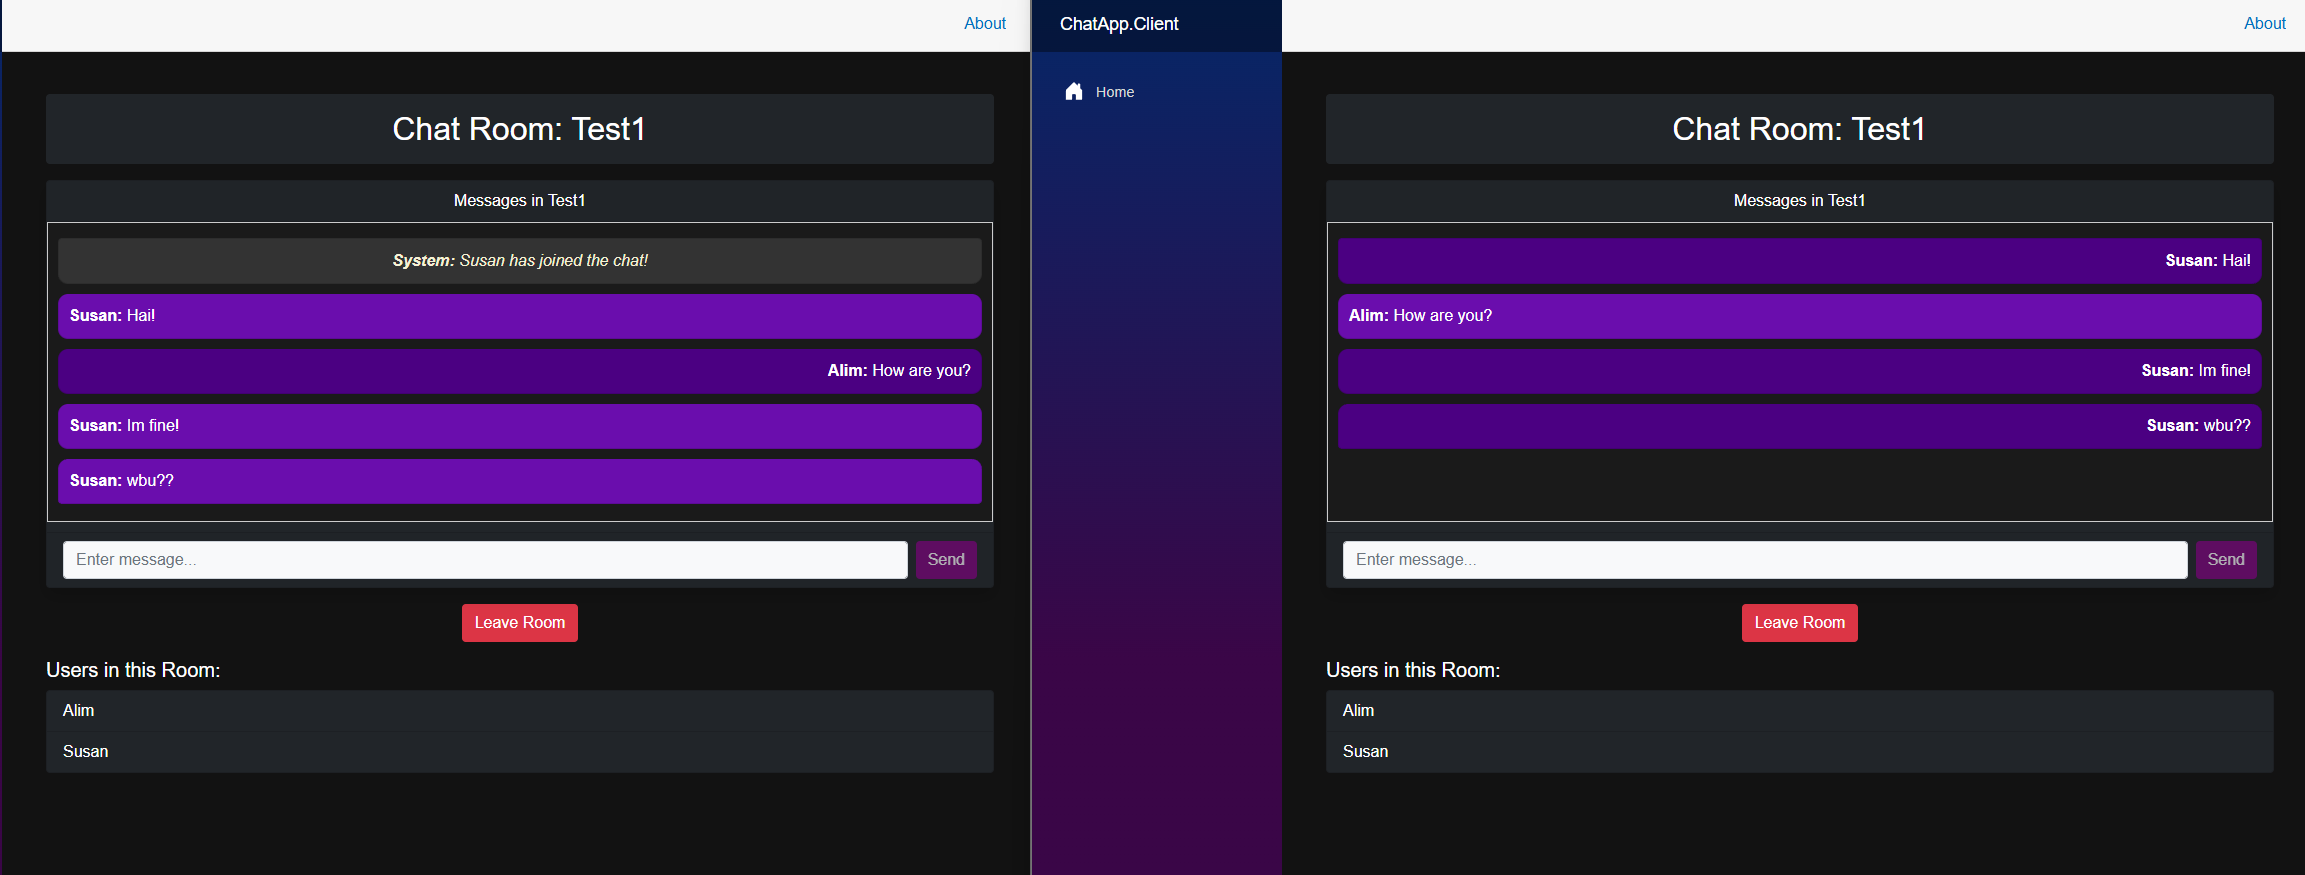 About
Chat Room: Test1
Messages in Test1
System: Susan has joined the chat!
Susan: Hai!
Alim: How are you?
Susan: Im fine!
Susan: wbu??
Enter message...
Send
Leave Room
Users in this Room:
Alim
Susan
ChatApp.Client
Home
About
Chat Room: Test1
Messages in Test1
Susan: Hai!
Alim: How are you?
Susan: Im fine!
Susan: wbu??
Enter message...
Send
Leave Room
Users in this Room:
Alim
Susan